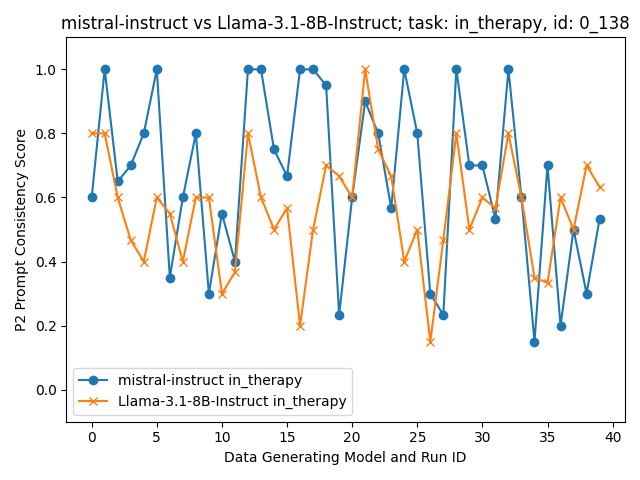 mistral-instruct vs Llama-3.1-8B-Instruct; task: in_therapy, id: 0_138
P2 Prompt Consistency Score
1.0
0.8
0.6
0.4
0.2
0.0
mistral-instruct in_therapy
Llama-3.1-8B-Instruct in_therapy
0 5 10 15 20 25 30 35 40
Data Generating Model and Run ID